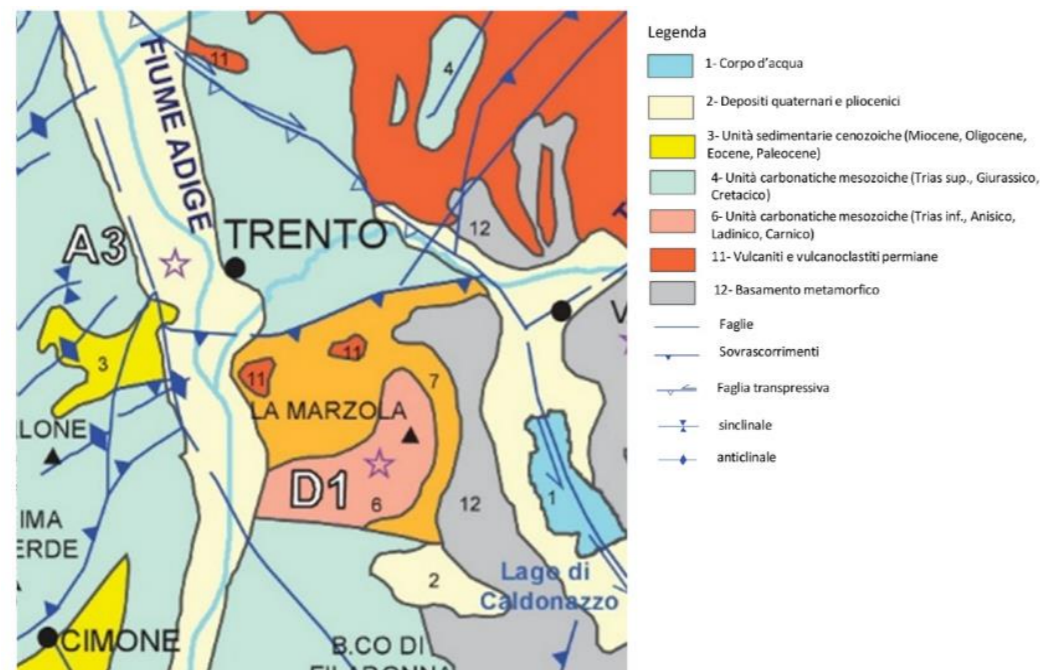 11
4
FIUME ADIGE
TRENTO
12
A3
3
11
11
7
LA MARZOLA
D1
6
12
1
2
Lago di
Caldonazzo
CIMONE
B.CO DI
Legenda
1- Corpo d'acqua
2- Depositi quaternari e pliocenici
3- Unità sedimentarie cenozoiche (Miocene, Oligocene,
Eocene, Paleocene)
4- Unità carbonatiche mesozoiche (Trias sup., Giurassico,
Cretacico)
6- Unità carbonatiche mesozoiche (Trias inf., Anisico,
Ladinico, Carnico)
11- Vulcaniti e vulcanoclastiti permiane
12- Basamento metamorfico
Faglie
Sovrascorrimenti
Faglia transpressiva
sinclinale
anticlinale